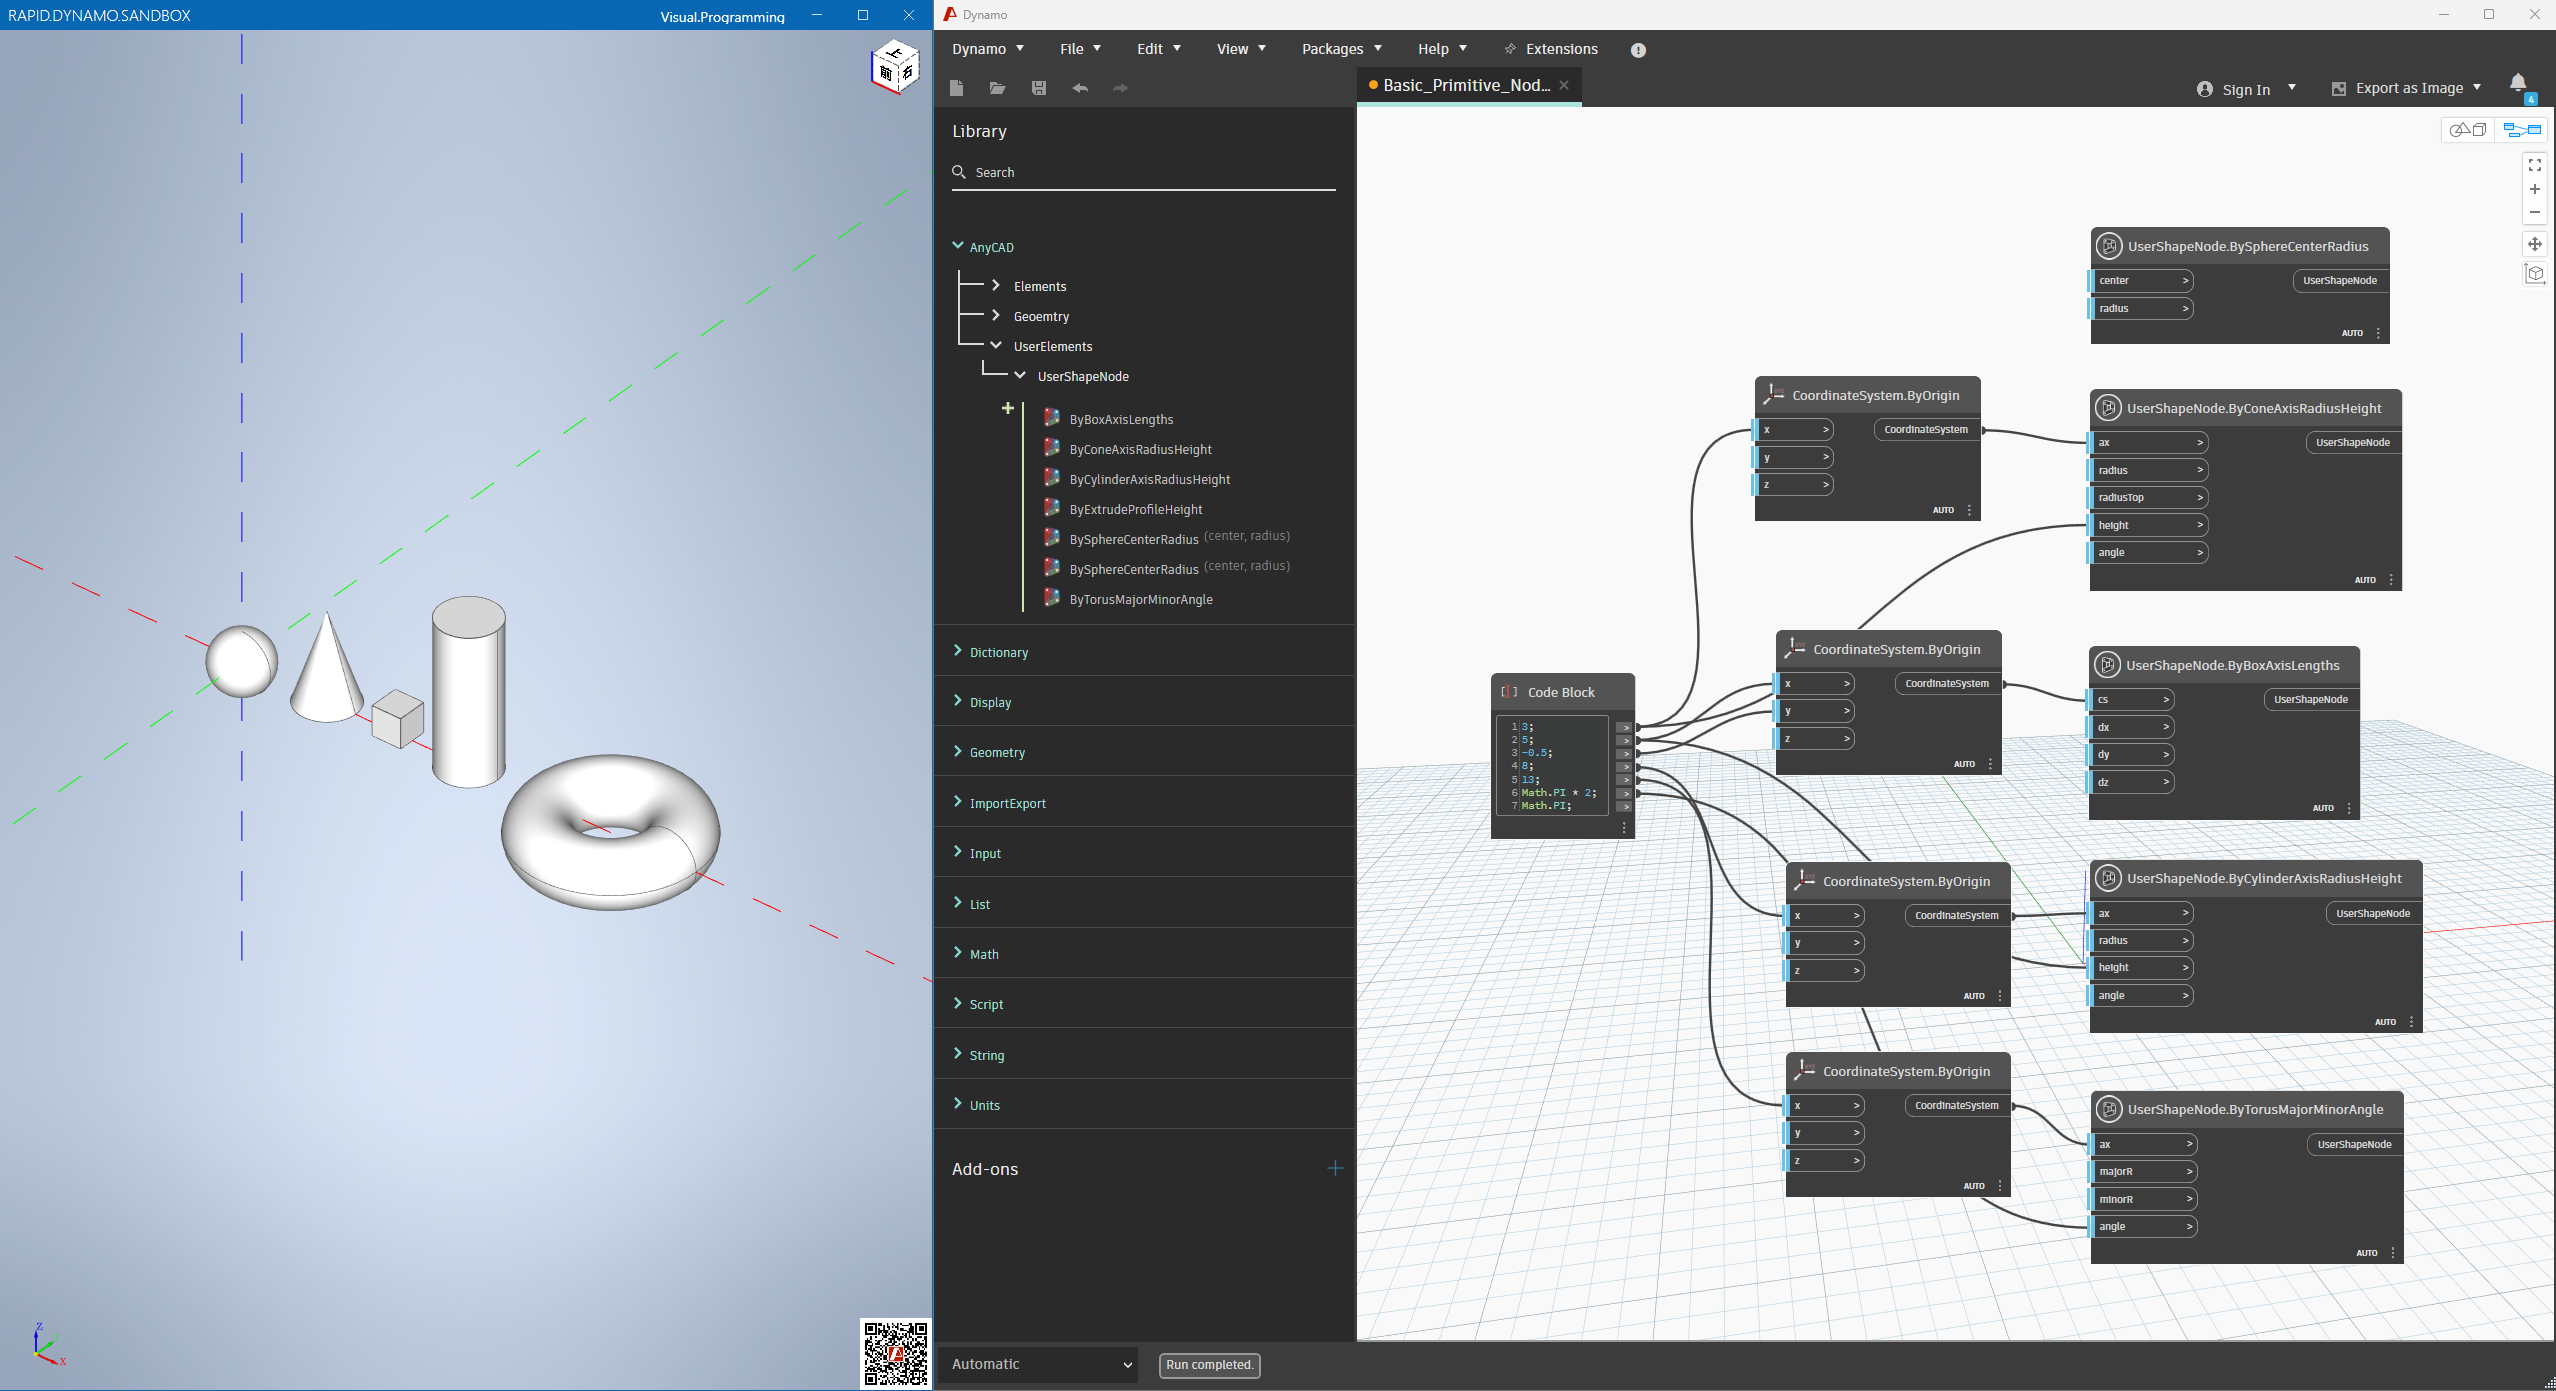 RAPID.DYNAMO.SANDBOX
Visual.Programming
上
前
右
Z
Y
X
Dynamo
Dynamo
File
Edit
View
Packages
Help
Extensions
Basic_Primitive_Nod...
Sign In
Export as Image
4
Library
Search
AnyCAD
Elements
Geoemtry
UserElements
UserShapeNode
ByBoxAxisLengths
ByConeAxisRadiusHeight
ByCylinderAxisRadiusHeight
ByExtrudeProfileHeight
BySphereCenterRadius (center, radius)
BySphereCenterRadius (center, radius)
ByTorusMajorMinorAngle
Dictionary
Display
Geometry
ImportExport
Input
List
Math
Script
String
Units
Add-ons
Automatic
Run completed.
Code Block
1 3;
2 5;
3 -0.5;
4 8;
5 13;
6 Math.PI * 2;
7 Math.PI;
CoordinateSystem.ByOrigin
x > CoordinateSystem
y >
z >
AUTO
CoordinateSystem.ByOrigin
x > CoordinateSystem
y >
z >
AUTO
CoordinateSystem.ByOrigin
x > CoordinateSystem
y >
z >
AUTO
CoordinateSystem.ByOrigin
x > CoordinateSystem
y >
z >
AUTO
UserShapeNode.BySphereCenterRadius
center > UserShapeNode
radius >
AUTO
UserShapeNode.ByConeAxisRadiusHeight
ax > UserShapeNode
radius >
radiusTop >
height >
angle >
AUTO
UserShapeNode.ByBoxAxisLengths
cs > UserShapeNode
dx >
dy >
dz >
AUTO
UserShapeNode.ByCylinderAxisRadiusHeight
ax > UserShapeNode
radius >
height >
angle >
AUTO
UserShapeNode.ByTorusMajorMinorAngle
ax > UserShapeNode
majorR >
minorR >
angle >
AUTO